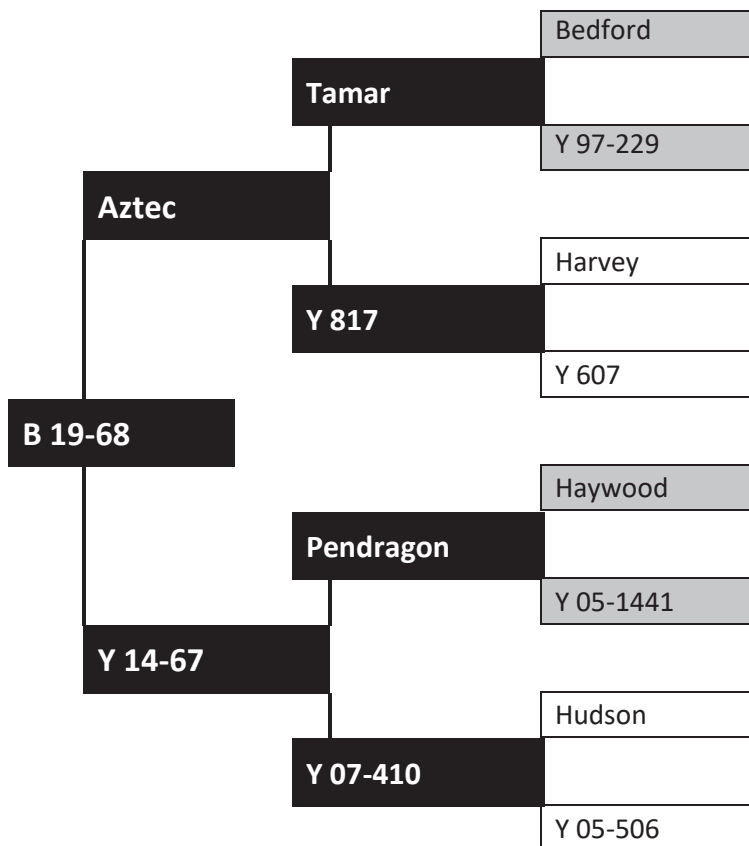 Bedford
Tamar
Y 97-229
Aztec
Harvey
Y 817
Y 607
B 19-68
Haywood
Pendragon
Y 05-1441
Y 14-67
Hudson
Y 07-410
Y 05-506